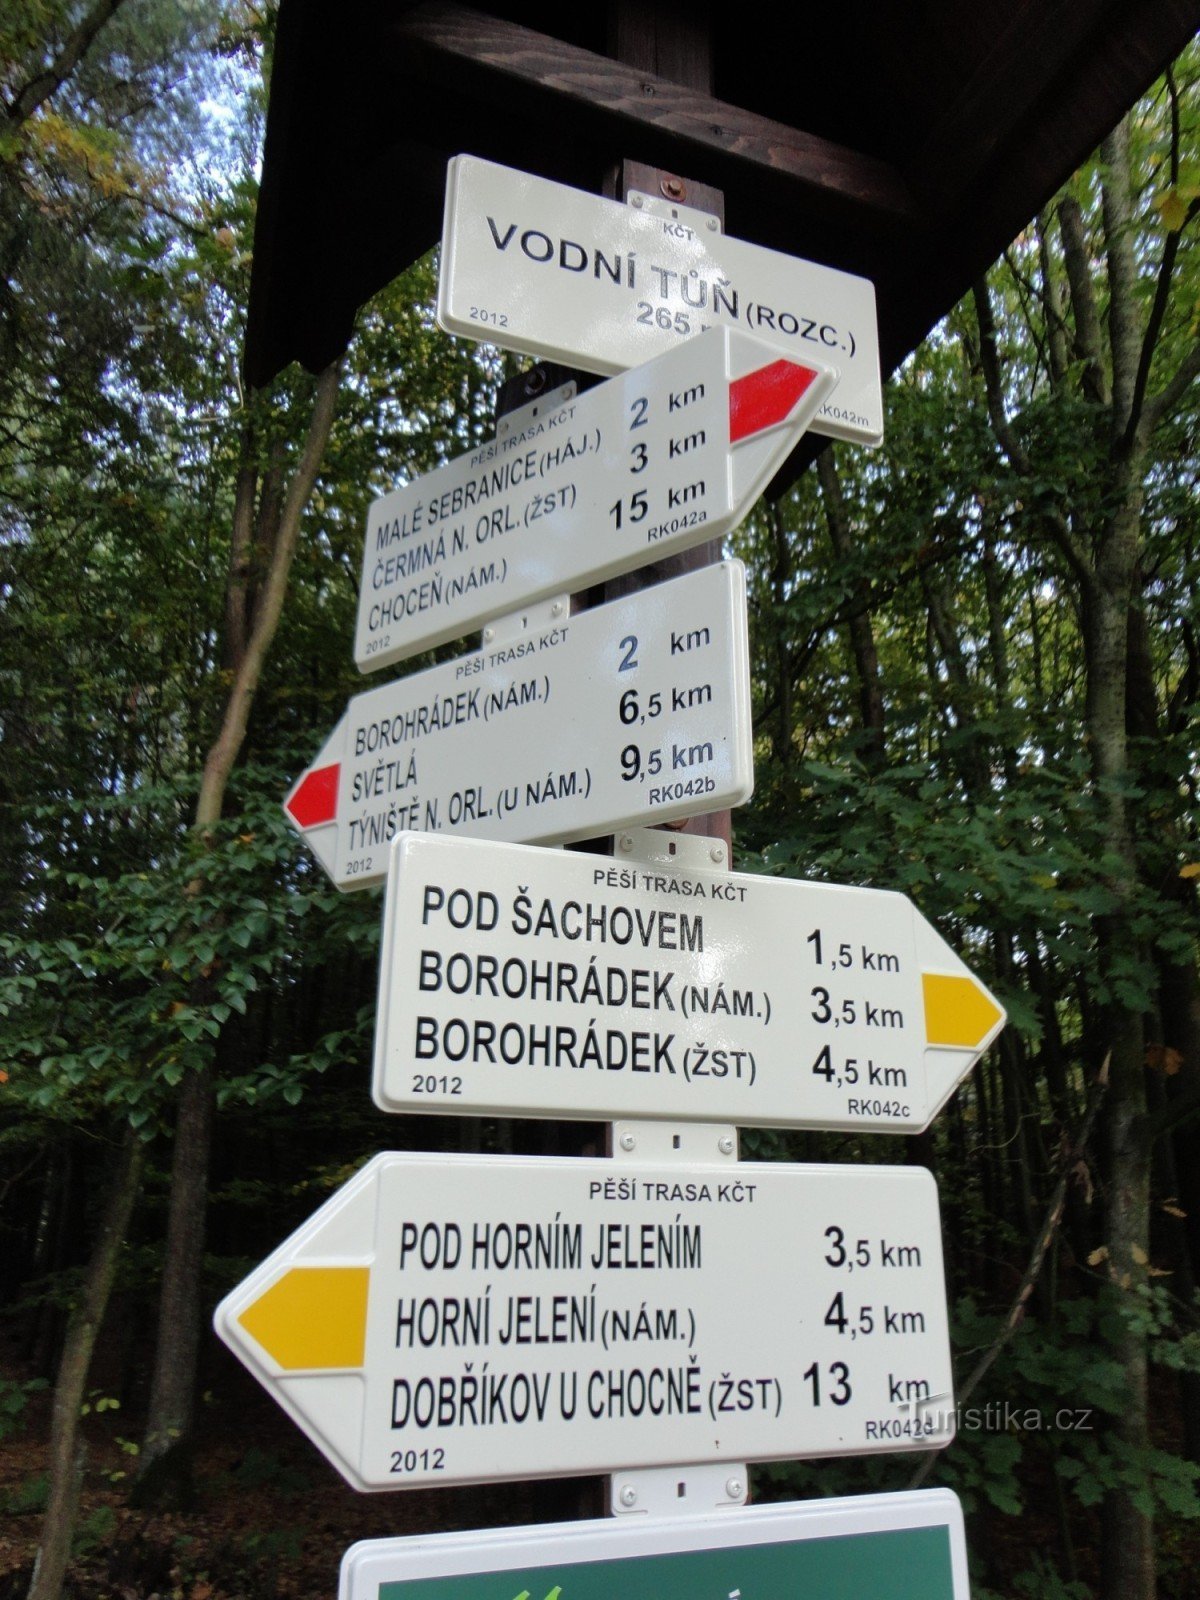 KČT
VODNÍ TŮŇ (ROZC.)
265
2012 RK042m
PĚŠÍ TRASA KČT
MALÉ SEBRANICE (HÁJ.) 2 km
ČERMNÁ N. ORL. (ŽST) 3 km
CHOCEŇ (NÁM.) 15 km
2012 RK042a
PĚŠÍ TRASA KČT
BOROHRÁDEK (NÁM.) 2 km
SVĚTLÁ 6,5 km
TÝNIŠTĚ N. ORL. (U NÁM.) 9,5 km
2012 RK042b
PĚŠÍ TRASA KČT
POD ŠACHOVEM 1,5 km
BOROHRÁDEK (NÁM.) 3,5 km
BOROHRÁDEK (ŽST) 4,5 km
2012 RK042c
PĚŠÍ TRASA KČT
POD HORNÍM JELENÍM 3,5 km
HORNÍ JELENÍ (NÁM.) 4,5 km
DOBŘÍKOV U CHOCNĚ (ŽST) 13 km
2012 RK042d
Turistika.cz